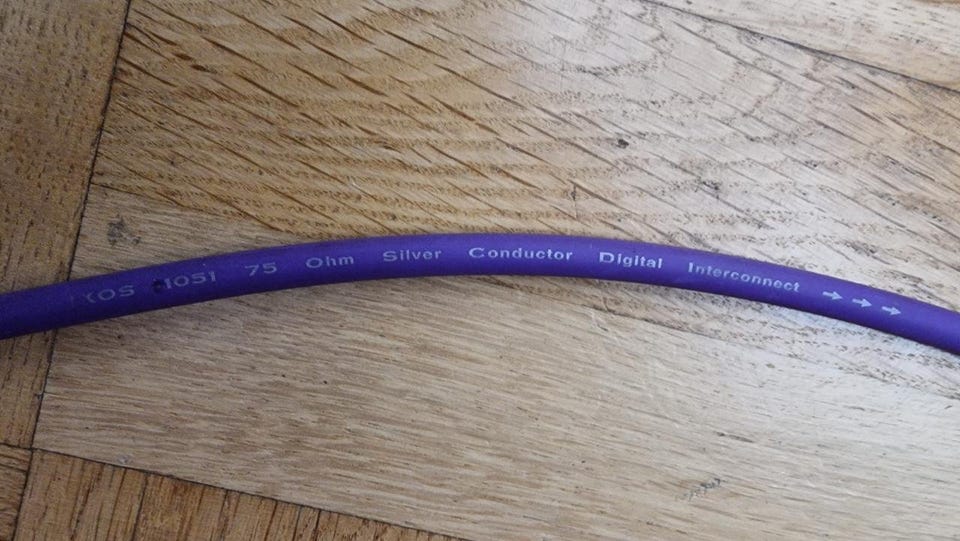 XOS 1051 75 Ohm Silver Conductor Digital Interconnect →→→